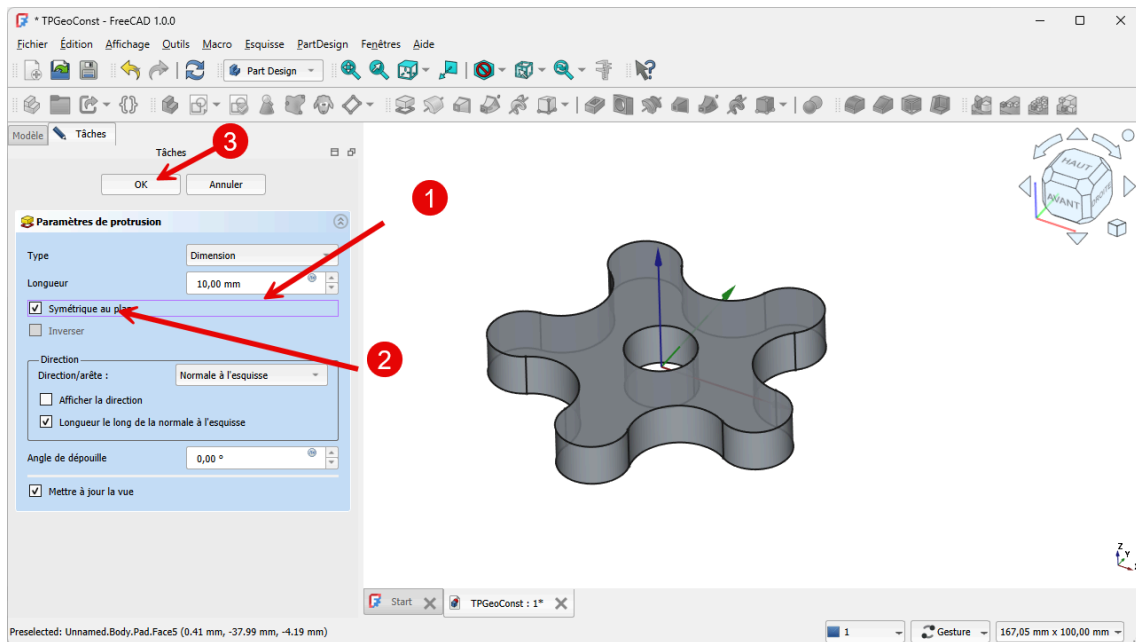 * TPGeoConst - FreeCAD 1.0.0
Fichier Édition Affichage Outils Macro Esquisse PartDesign Fenêtres Aide
Part Design
Modèle Tâches
Tâches
3
OK Annuler
1
Paramètres de protrusion
Type Dimension
Longueur 10,00 mm
Symétrique au plan
Inverser
2
Direction
Direction/arête : Normale à l'esquisse
Afficher la direction
Longueur le long de la normale à l'esquisse
Angle de dépouille 0,00 °
Mettre à jour la vue
HAUT
AVANT DROITE
Z
Y
X
Start TPGeoConst : 1*
Preselected: Unnamed.Body.Pad.Face5 (0.41 mm, -37.99 mm, -4.19 mm) 1 Gesture 167,05 mm x 100,00 mm